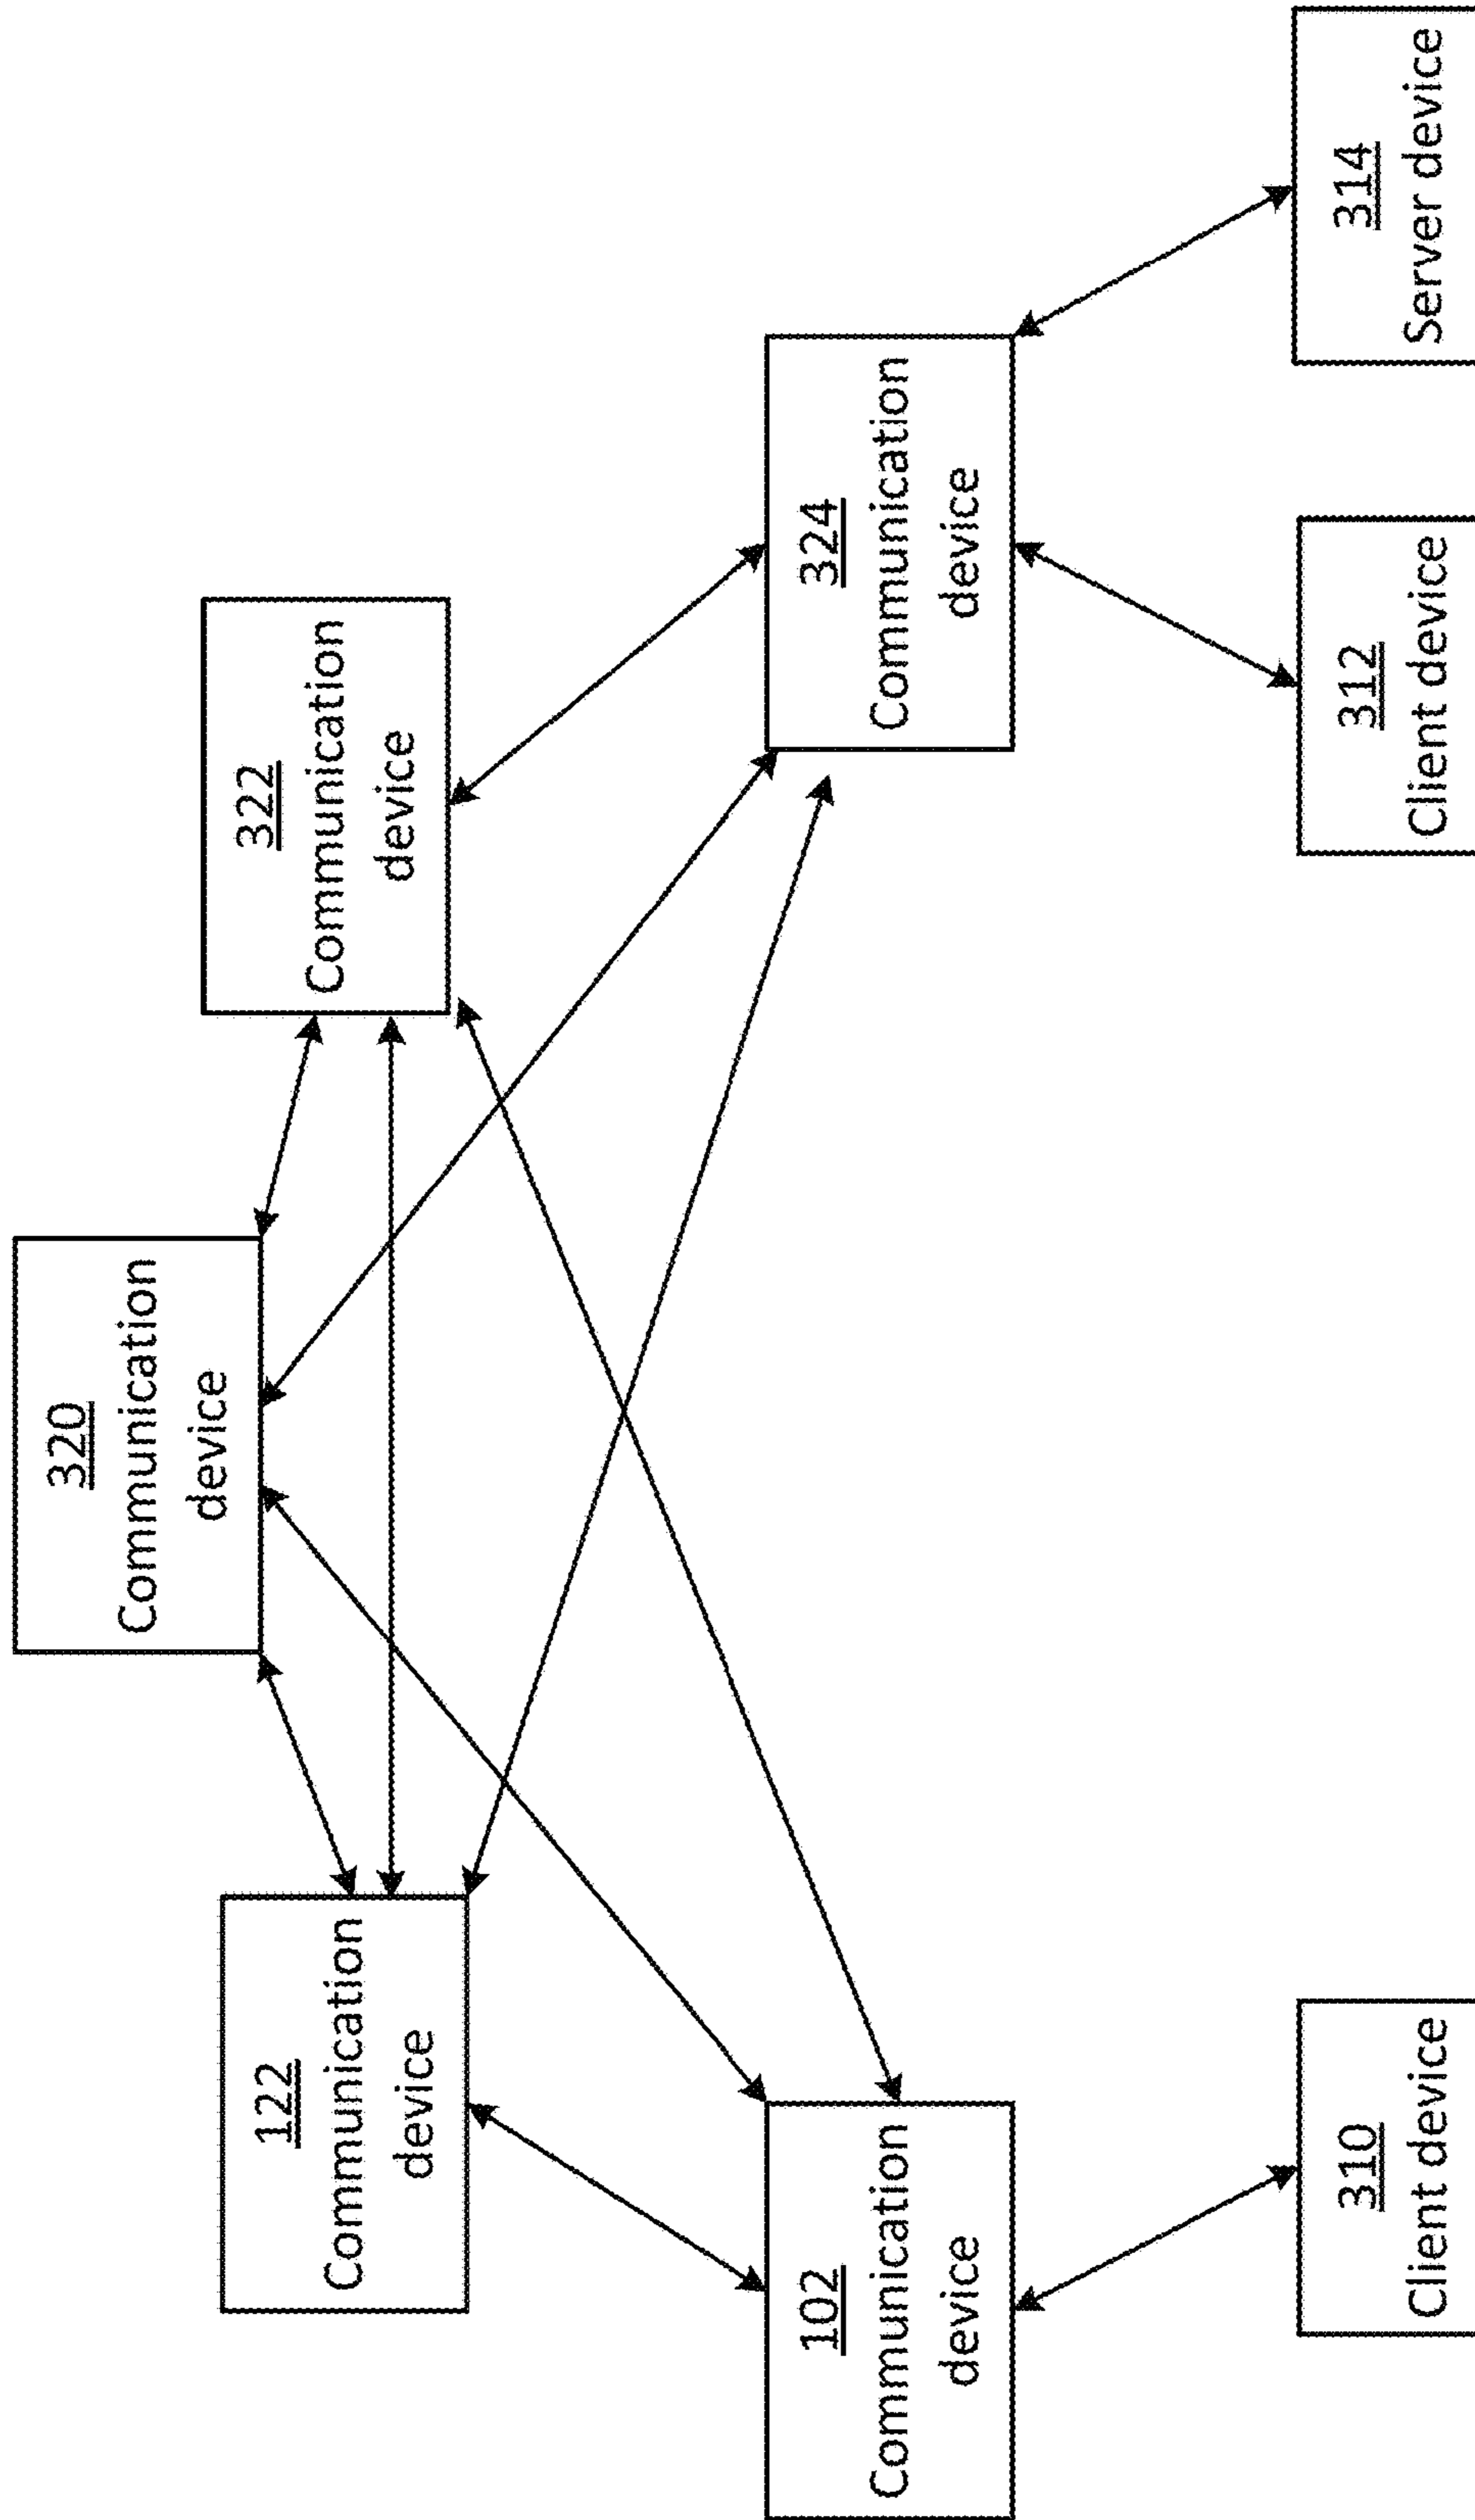 320
Communication
device
122
Communication
device
322
Communication
device
102
Communication
device
324
Communication
device
310
Client device
312
Client device
314
Server device